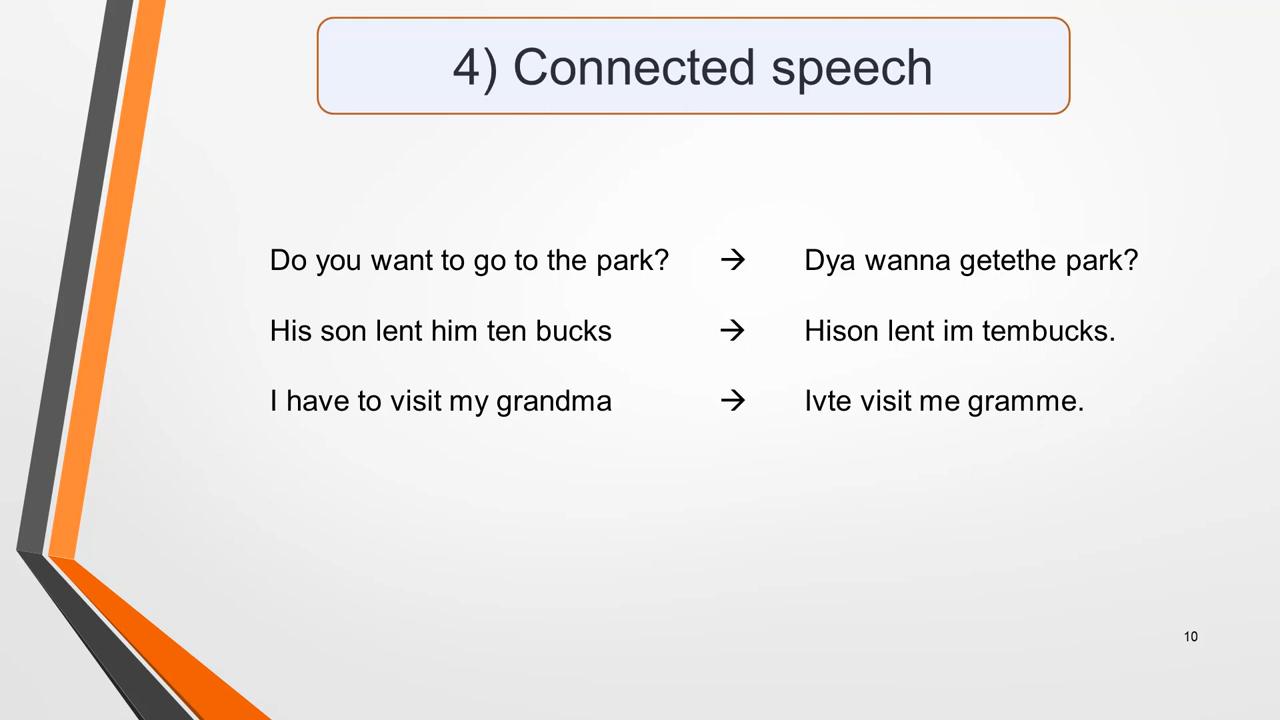 4) Connected speech
Do you want to go to the park? → Dya wanna getethe park?
His son lent him ten bucks → Hison lent im tembucks.
I have to visit my grandma → Ivte visit me gramme.
10